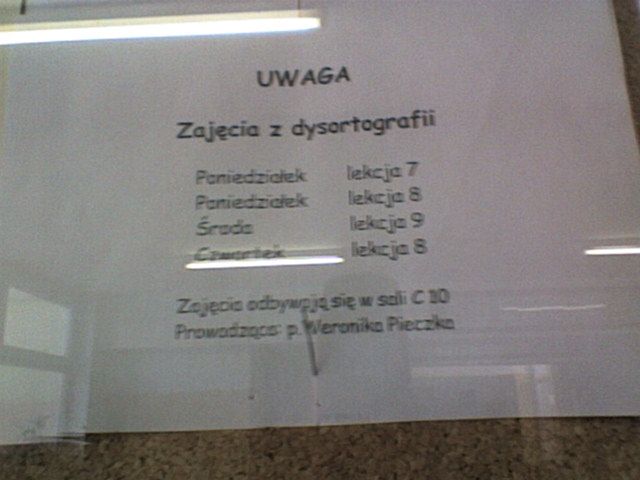 UWAGA
Zajęcia z dysortografii
Poniedziałek lekcja 7
Poniedziałek lekcja 8
Środa lekcja 9
Czwartek lekcja 8
Zajęcia odbywają się w sali C 10
Prowadząca: p. Weronika Pieczka